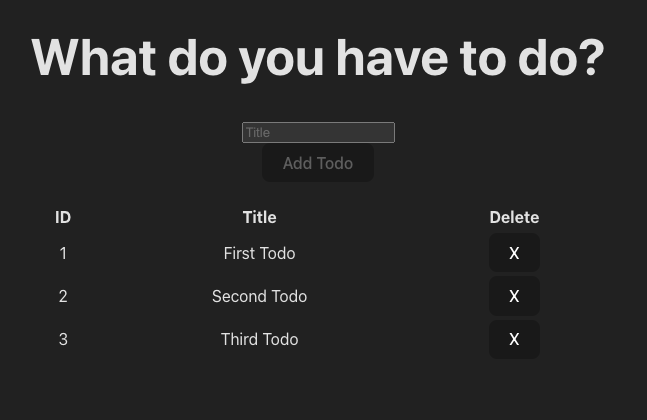 What do you have to do?
Title
Add Todo
ID Title Delete
1 First Todo X
2 Second Todo X
3 Third Todo X